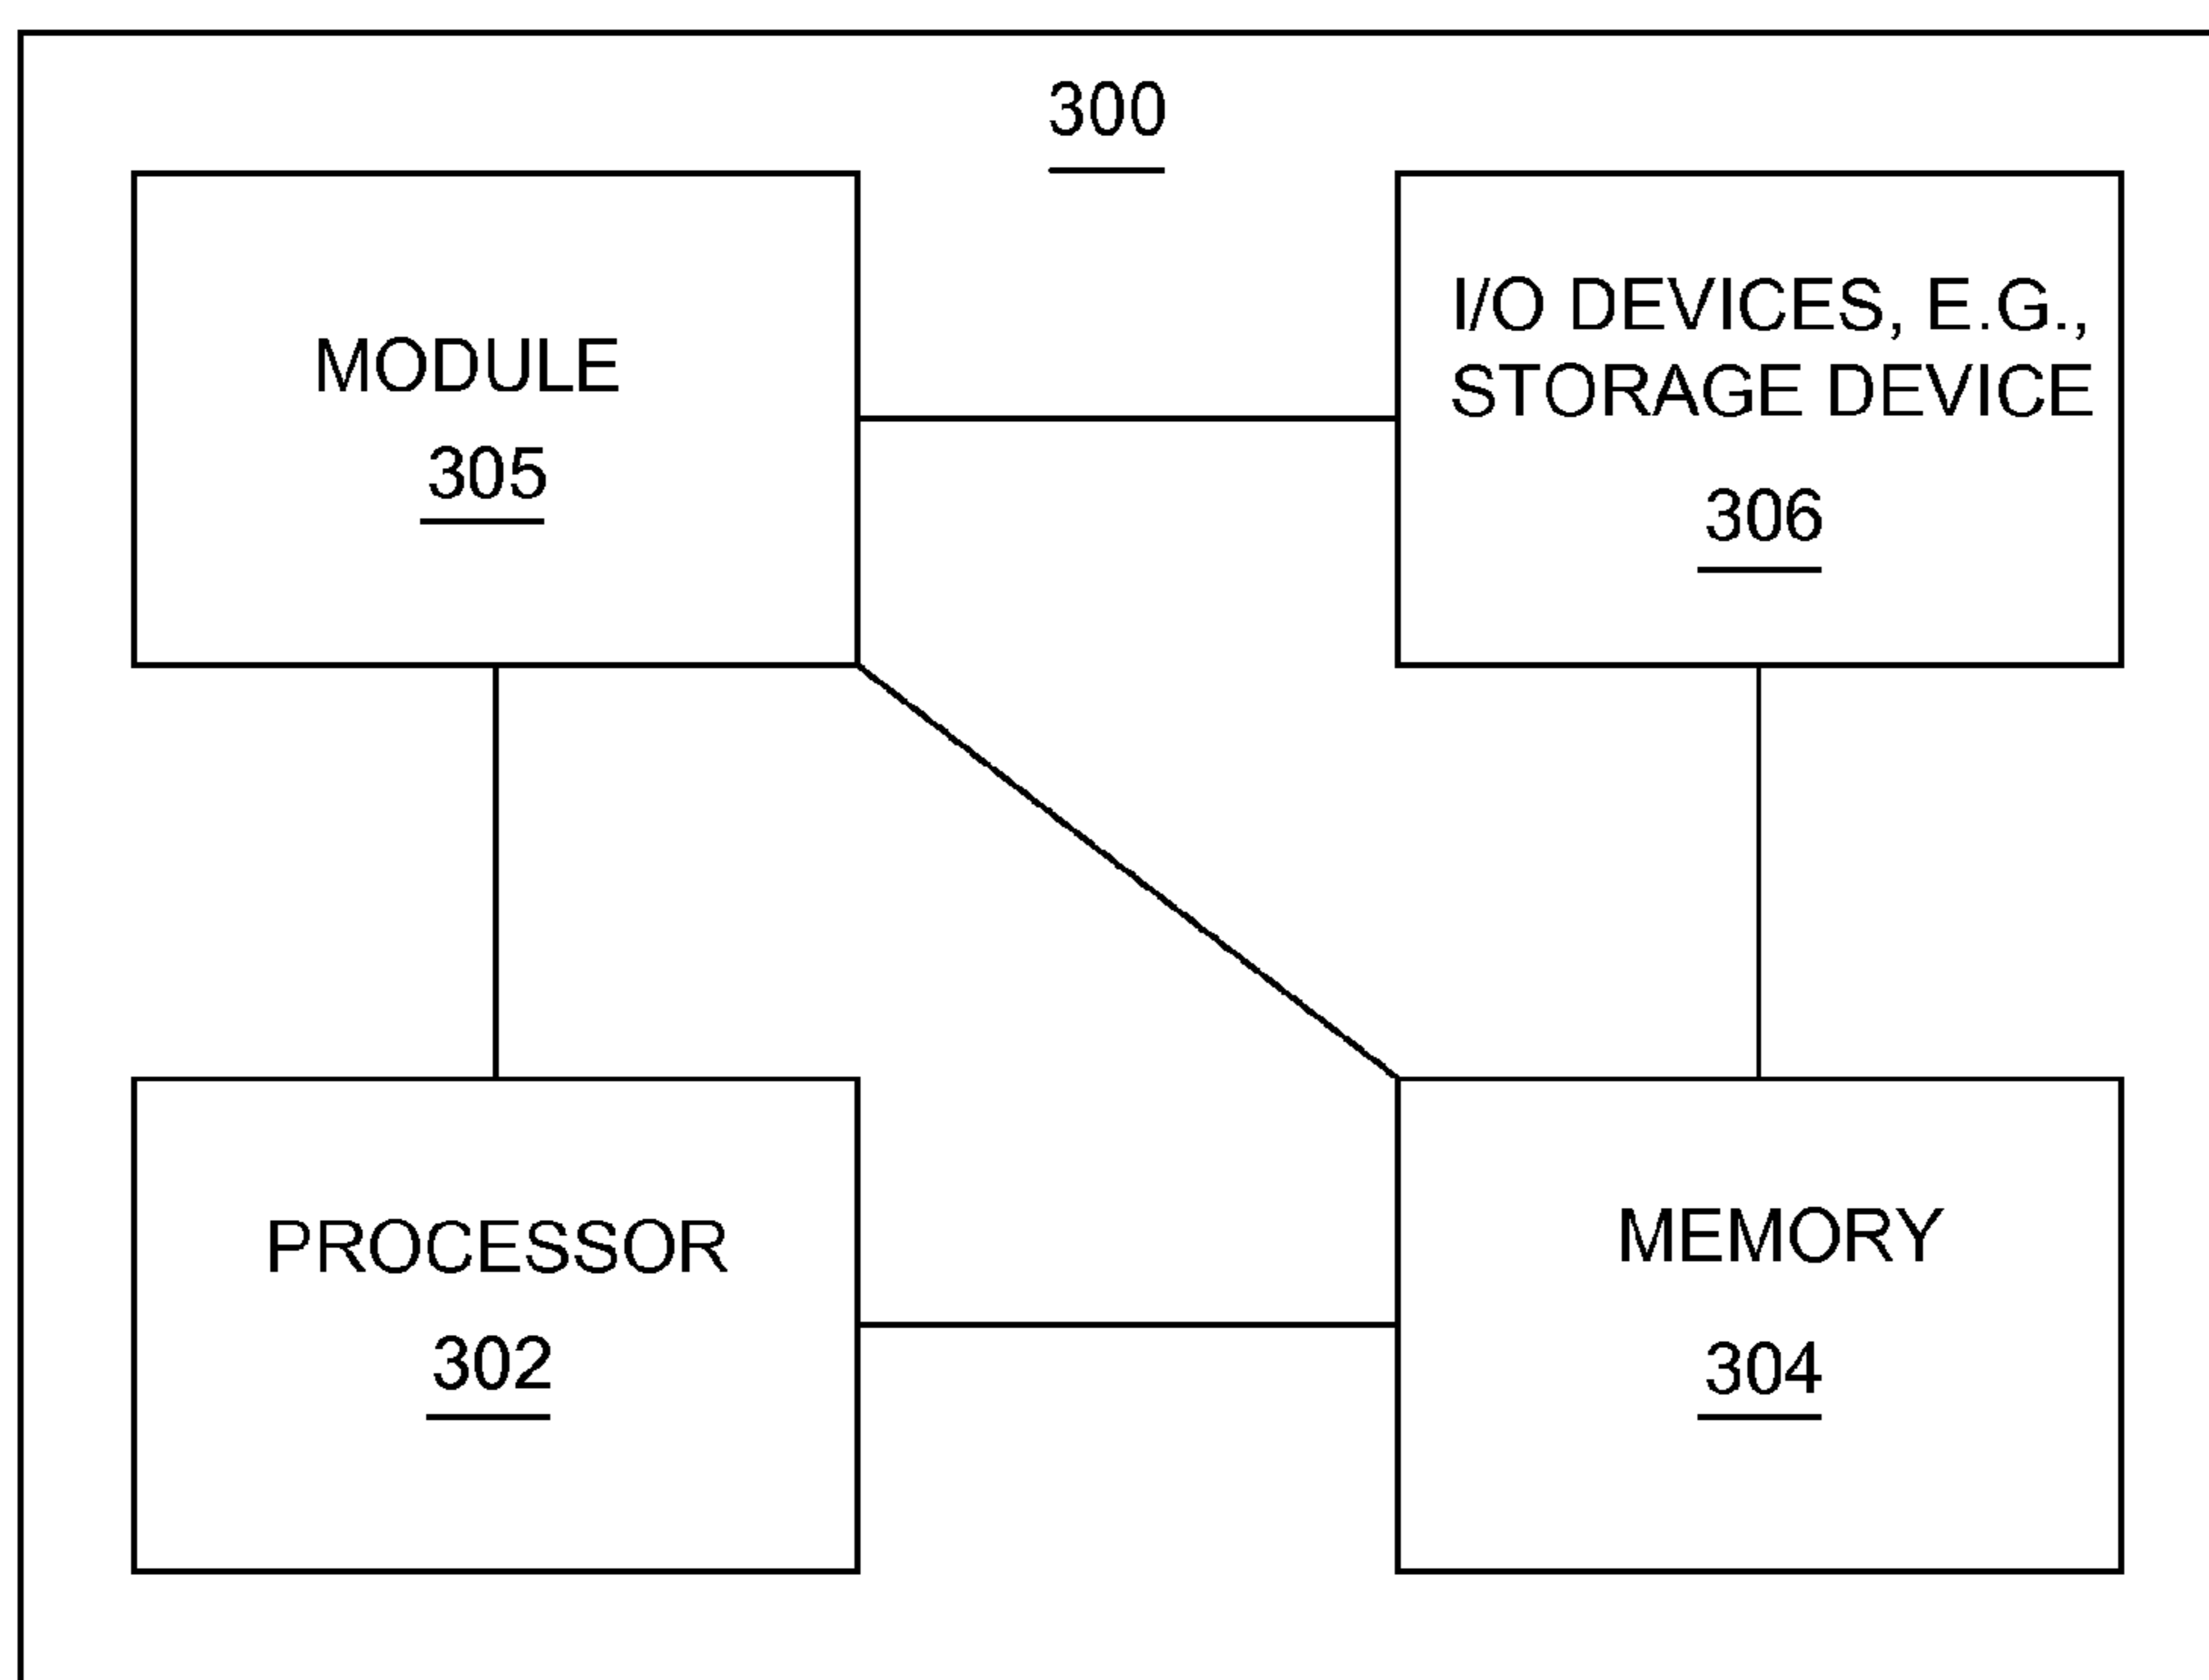 300
MODULE
305
I/O DEVICES, E.G.,
STORAGE DEVICE
306
PROCESSOR
302
MEMORY
304